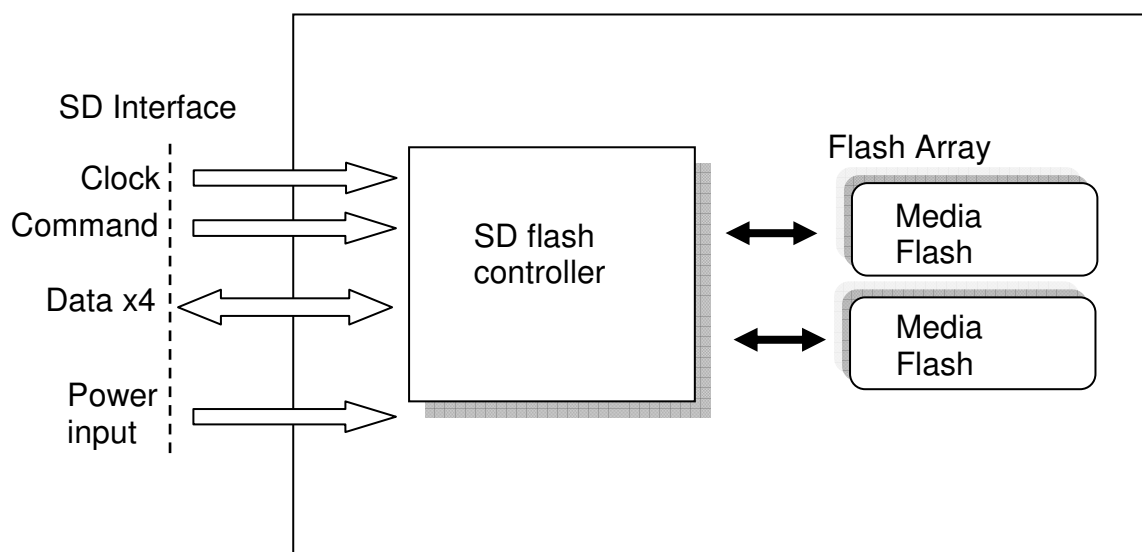 SD Interface
Clock
Command
Data x4
Power
input
SD flash
controller
Flash Array
Media
Flash
Media
Flash